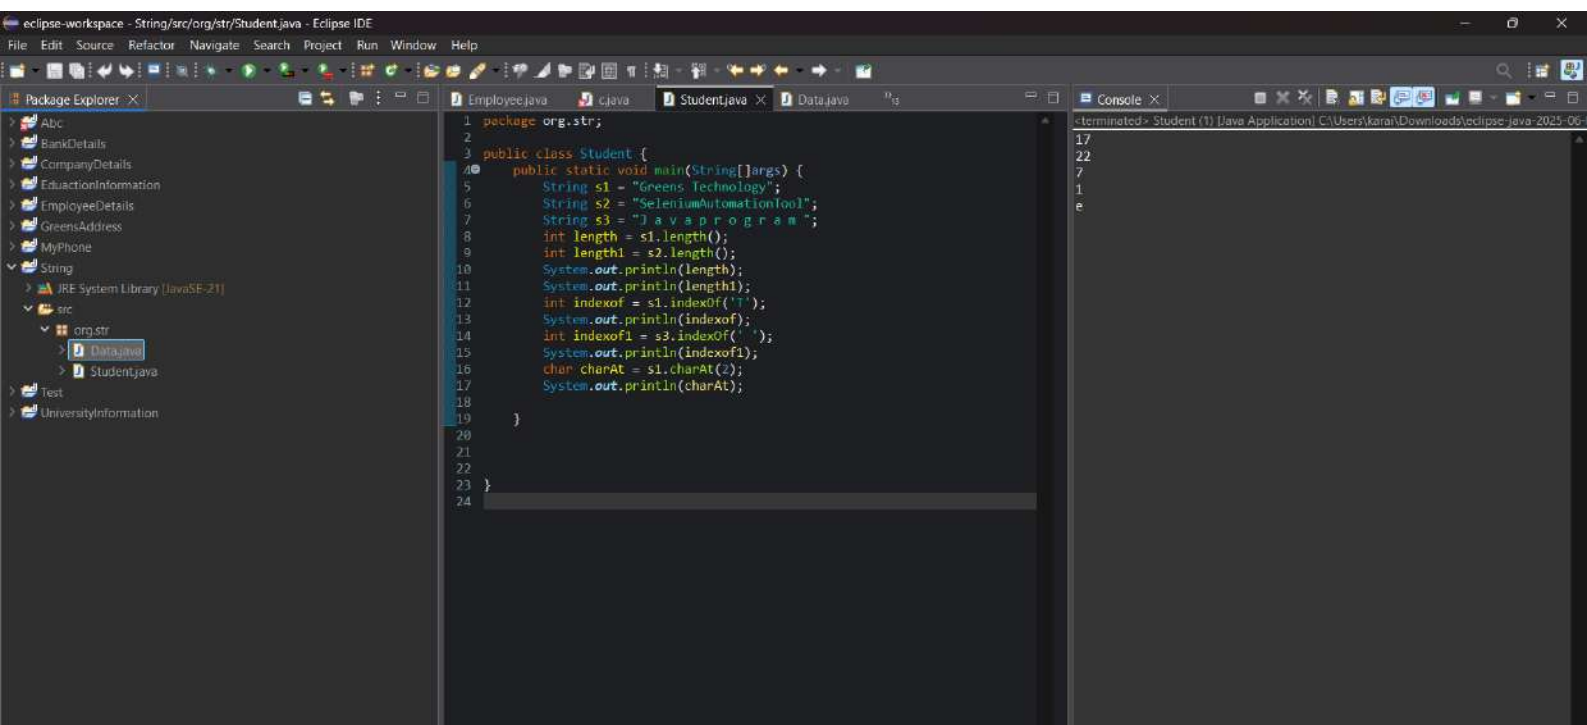 eclipse-workspace - String/src/org/str/Student.java - Eclipse IDE
File Edit Source Refactor Navigate Search Project Run Window Help
Package Explorer
Abc
BankDetails
CompanyDetails
EduactionInformation
EmployeeDetails
GreensAddress
MyPhone
String
JRE System Library [JavaSE-21]
src
org.str
Data.java
Student.java
Test
UniversityInformation
Employee.java c.java Student.java Data.java »13
1 package org.str;
2
3 public class Student {
4 public static void main(String[]args) {
5 String s1 = "Greens Technology";
6 String s2 = "SeleniumAutomationTool";
7 String s3 = "J a v a p r o g r a m ";
8 int length = s1.length();
9 int length1 = s2.length();
10 System.out.println(length);
11 System.out.println(length1);
12 int indexof = s1.indexOf('T');
13 System.out.println(indexof);
14 int indexof1 = s3.indexOf(' ');
15 System.out.println(indexof1);
16 char charAt = s1.charAt(2);
17 System.out.println(charAt);
18
19 }
20
21
22
23 }
24
Console
<terminated> Student (1) [Java Application] C:\Users\karai\Downloads\eclipse-java-2025-06-
17
22
7
1
e